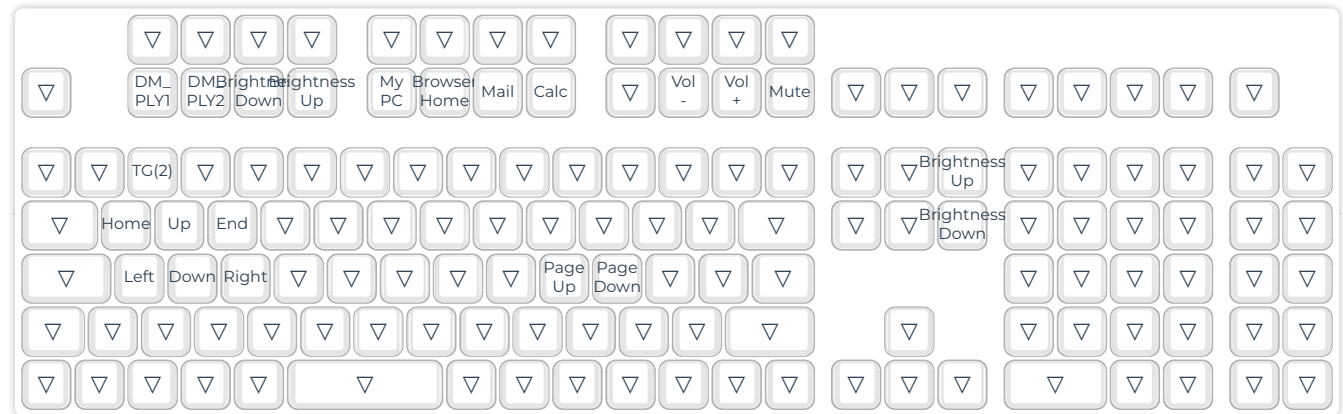 ▽ ▽ ▽ ▽ ▽ ▽ ▽ ▽ ▽ ▽ ▽ ▽
▽ DM_ PLY1 DM_ PLY2 Brightness Down Brightness Up My PC Browser Home Mail Calc ▽ Vol - Vol + Mute ▽ ▽ ▽ ▽ ▽ ▽ ▽ ▽
▽ ▽ TG(2) ▽ ▽ ▽ ▽ ▽ ▽ ▽ ▽ ▽ ▽ ▽ ▽ ▽ ▽ Brightness Up ▽ ▽ ▽ ▽ ▽ ▽
▽ Home Up End ▽ ▽ ▽ ▽ ▽ ▽ ▽ ▽ ▽ ▽ ▽ ▽ Brightness Down ▽ ▽ ▽ ▽ ▽ ▽
▽ Left Down Right ▽ ▽ ▽ ▽ ▽ Page Up Page Down ▽ ▽ ▽ ▽ ▽ ▽ ▽ ▽ ▽
▽ ▽ ▽ ▽ ▽ ▽ ▽ ▽ ▽ ▽ ▽ ▽ ▽ ▽ ▽ ▽ ▽ ▽ ▽ ▽ ▽
▽ ▽ ▽ ▽ ▽ ▽ ▽ ▽ ▽ ▽ ▽ ▽ ▽ ▽ ▽ ▽ ▽ ▽ ▽ ▽